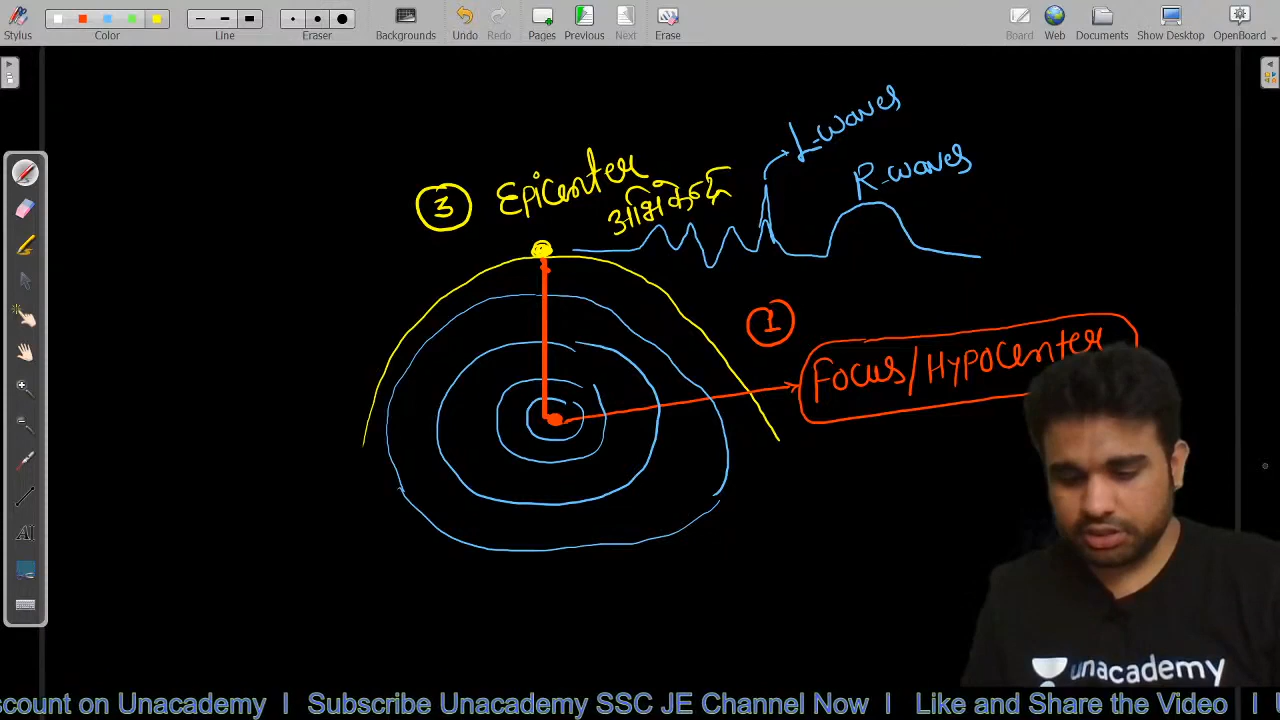 Stylus
Color
Line
Eraser
Backgrounds
Undo
Redo
Pages
Previous
Next
Erase
Board
Web
Documents
Show Desktop
OpenBoard
L-waves
R-waves
③ Epicenter
①
Focus/Hypocenter
unacademy
scount on Unacademy I Subscribe Unacademy SSC JE Channel Now I Like and Share the Video I